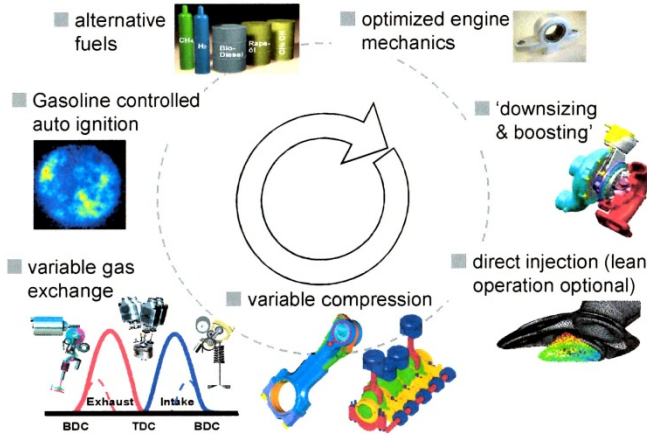 alternative
fuels
CH₄
H₂
Bio-
Diesel
Raps-
öl
CH₃OH
optimized engine
mechanics
Gasoline controlled
auto ignition
'downsizing
& boosting'
variable gas
exchange
variable compression
direct injection (lean
operation optional)
Exhaust
Intake
BDC
TDC
BDC